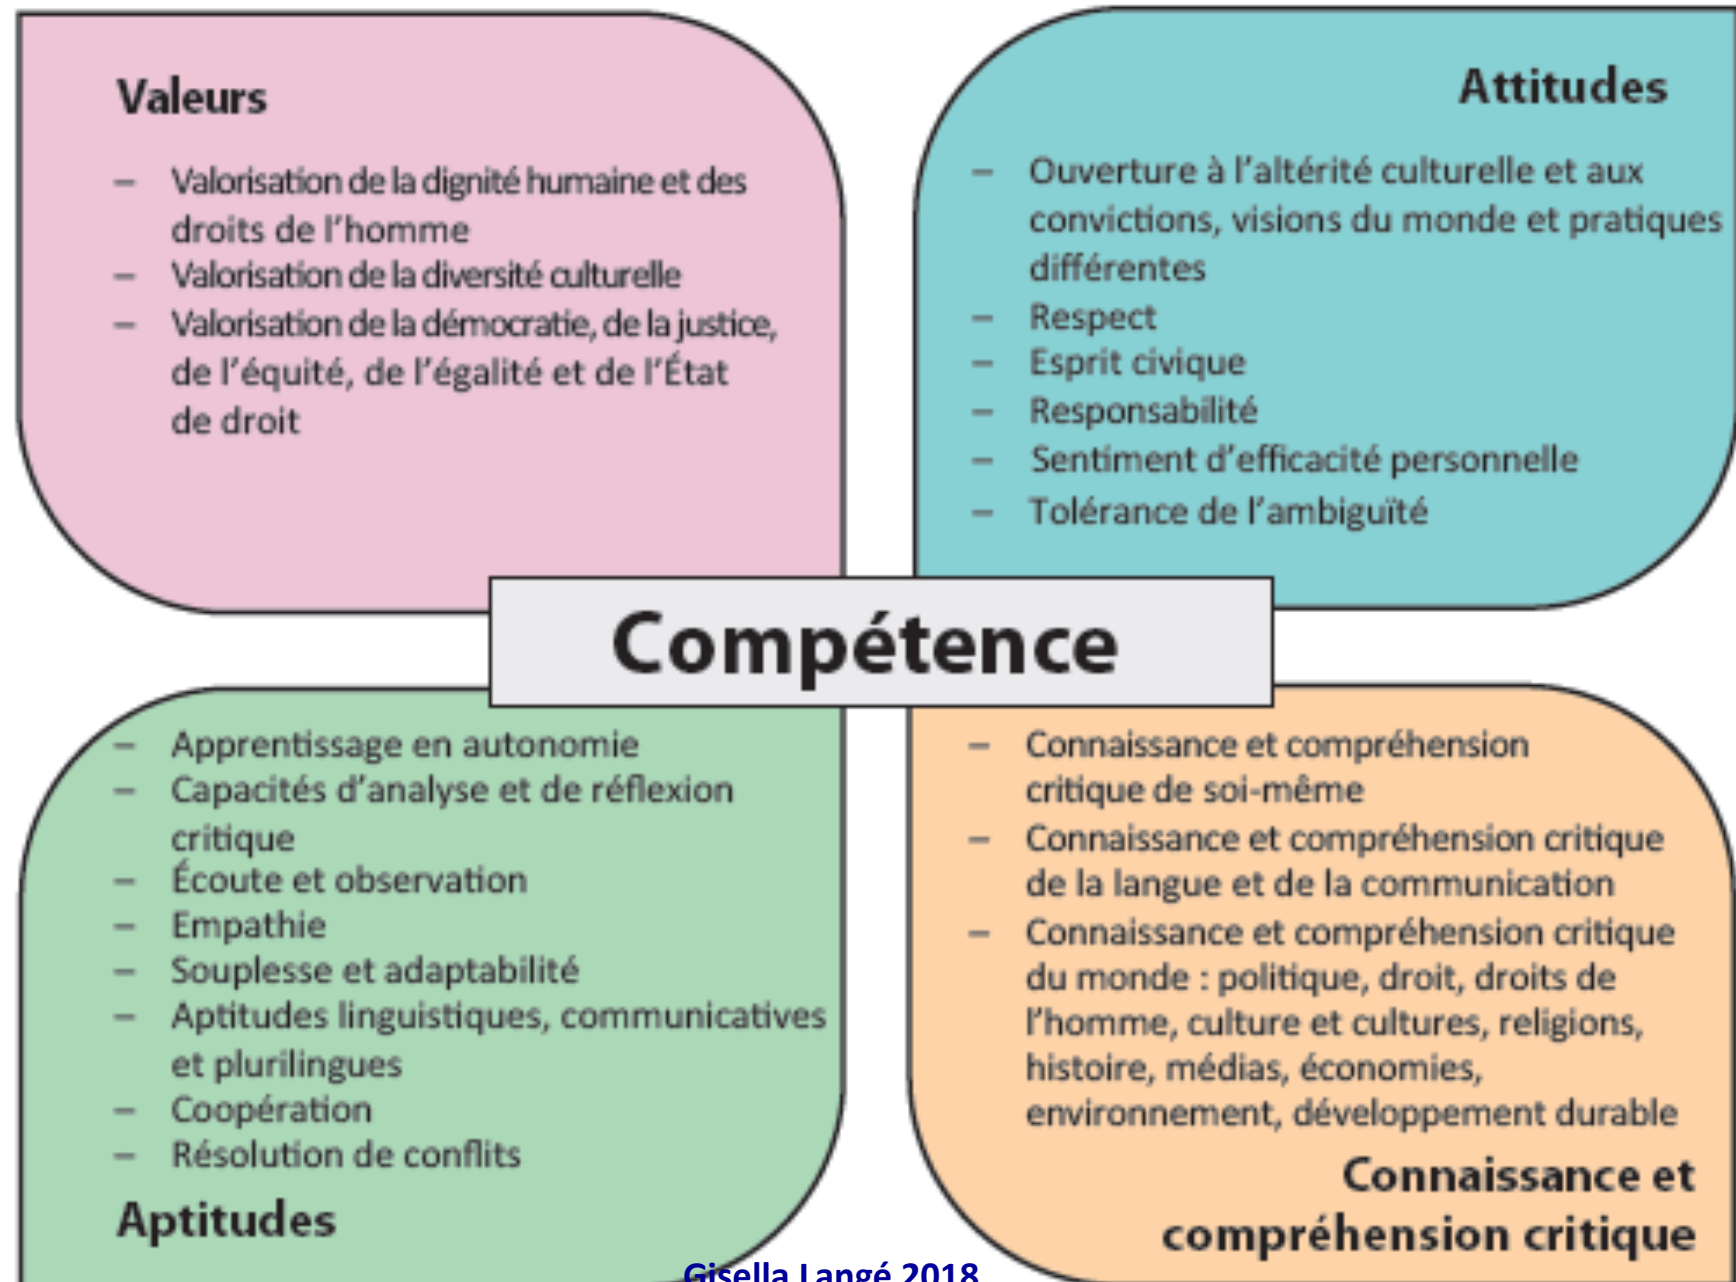 Valeurs
– Valorisation de la dignité humaine et des
droits de l’homme
– Valorisation de la diversité culturelle
– Valorisation de la démocratie, de la justice,
de l’équité, de l’égalité et de l’État
de droit
Attitudes
– Ouverture à l’altérité culturelle et aux
convictions, visions du monde et pratiques
différentes
– Respect
– Esprit civique
– Responsabilité
– Sentiment d’efficacité personnelle
– Tolérance de l’ambiguïté
Compétence
– Apprentissage en autonomie
– Capacités d’analyse et de réflexion
critique
– Écoute et observation
– Empathie
– Souplesse et adaptabilité
– Aptitudes linguistiques, communicatives
et plurilingues
– Coopération
– Résolution de conflits
Aptitudes
– Connaissance et compréhension
critique de soi-même
– Connaissance et compréhension critique
de la langue et de la communication
– Connaissance et compréhension critique
du monde : politique, droit, droits de
l’homme, culture et cultures, religions,
histoire, médias, économies,
environnement, développement durable
Connaissance et
compréhension critique
Gisella Langé 2018